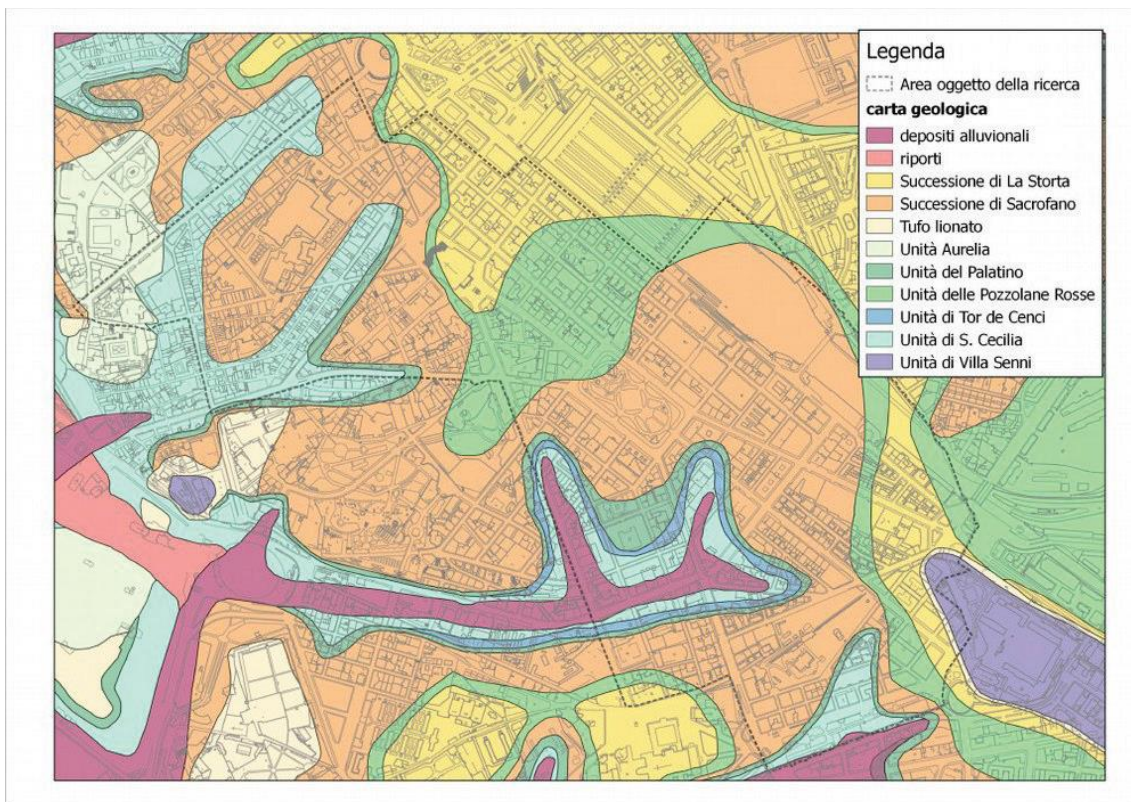 Legenda
Area oggetto della ricerca
carta geologica
depositi alluvionali
riporti
Successione di La Storta
Successione di Sacrofano
Tufo lionato
Unità Aurelia
Unità del Palatino
Unità delle Pozzolane Rosse
Unità di Tor de Cenci
Unità di S. Cecilia
Unità di Villa Senni